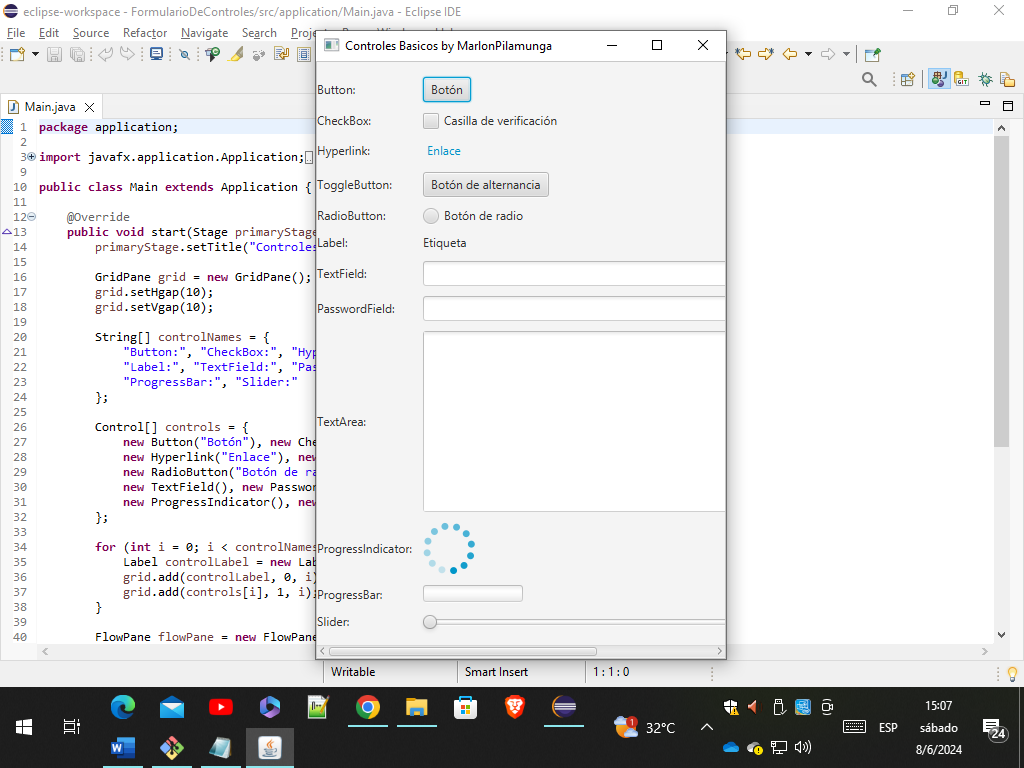 eclipse-workspace - FormularioDeControles/src/application/Main.java - Eclipse IDE
File Edit Source Refactor Navigate Search
Main.java
1 package application;
2
3 import javafx.application.Application;
9
10 public class Main extends Application {
11
12 @Override
13 public void start(Stage primaryStage
14 primaryStage.setTitle("Controles
15
16 GridPane grid = new GridPane();
17 grid.setHgap(10);
18 grid.setVgap(10);
19
20 String[] controlNames = {
21 "Button:", "CheckBox:", "Hyp
22 "Label:", "TextField:", "Pas
23 "ProgressBar:", "Slider:"
24 };
25
26 Control[] controls = {
27 new Button("Botón"), new Che
28 new Hyperlink("Enlace"), new
29 new RadioButton("Botón de ra
30 new TextField(), new Passwor
31 new ProgressIndicator(), new
32 };
33
34 for (int i = 0; i < controlNames
35 Label controlLabel = new Lab
36 grid.add(controlLabel, 0, i)
37 grid.add(controls[i], 1, i);
38 }
39
40 FlowPane flowPane = new FlowPane
Controles Basicos by MarlonPilamunga
Button: Botón
CheckBox: Casilla de verificación
Hyperlink: Enlace
ToggleButton: Botón de alternancia
RadioButton: Botón de radio
Label: Etiqueta
TextField:
PasswordField:
TextArea:
ProgressIndicator:
ProgressBar:
Slider:
Writable Smart Insert 1 : 1 : 0
1 32°C ESP
15:07
sábado
8/6/2024
24